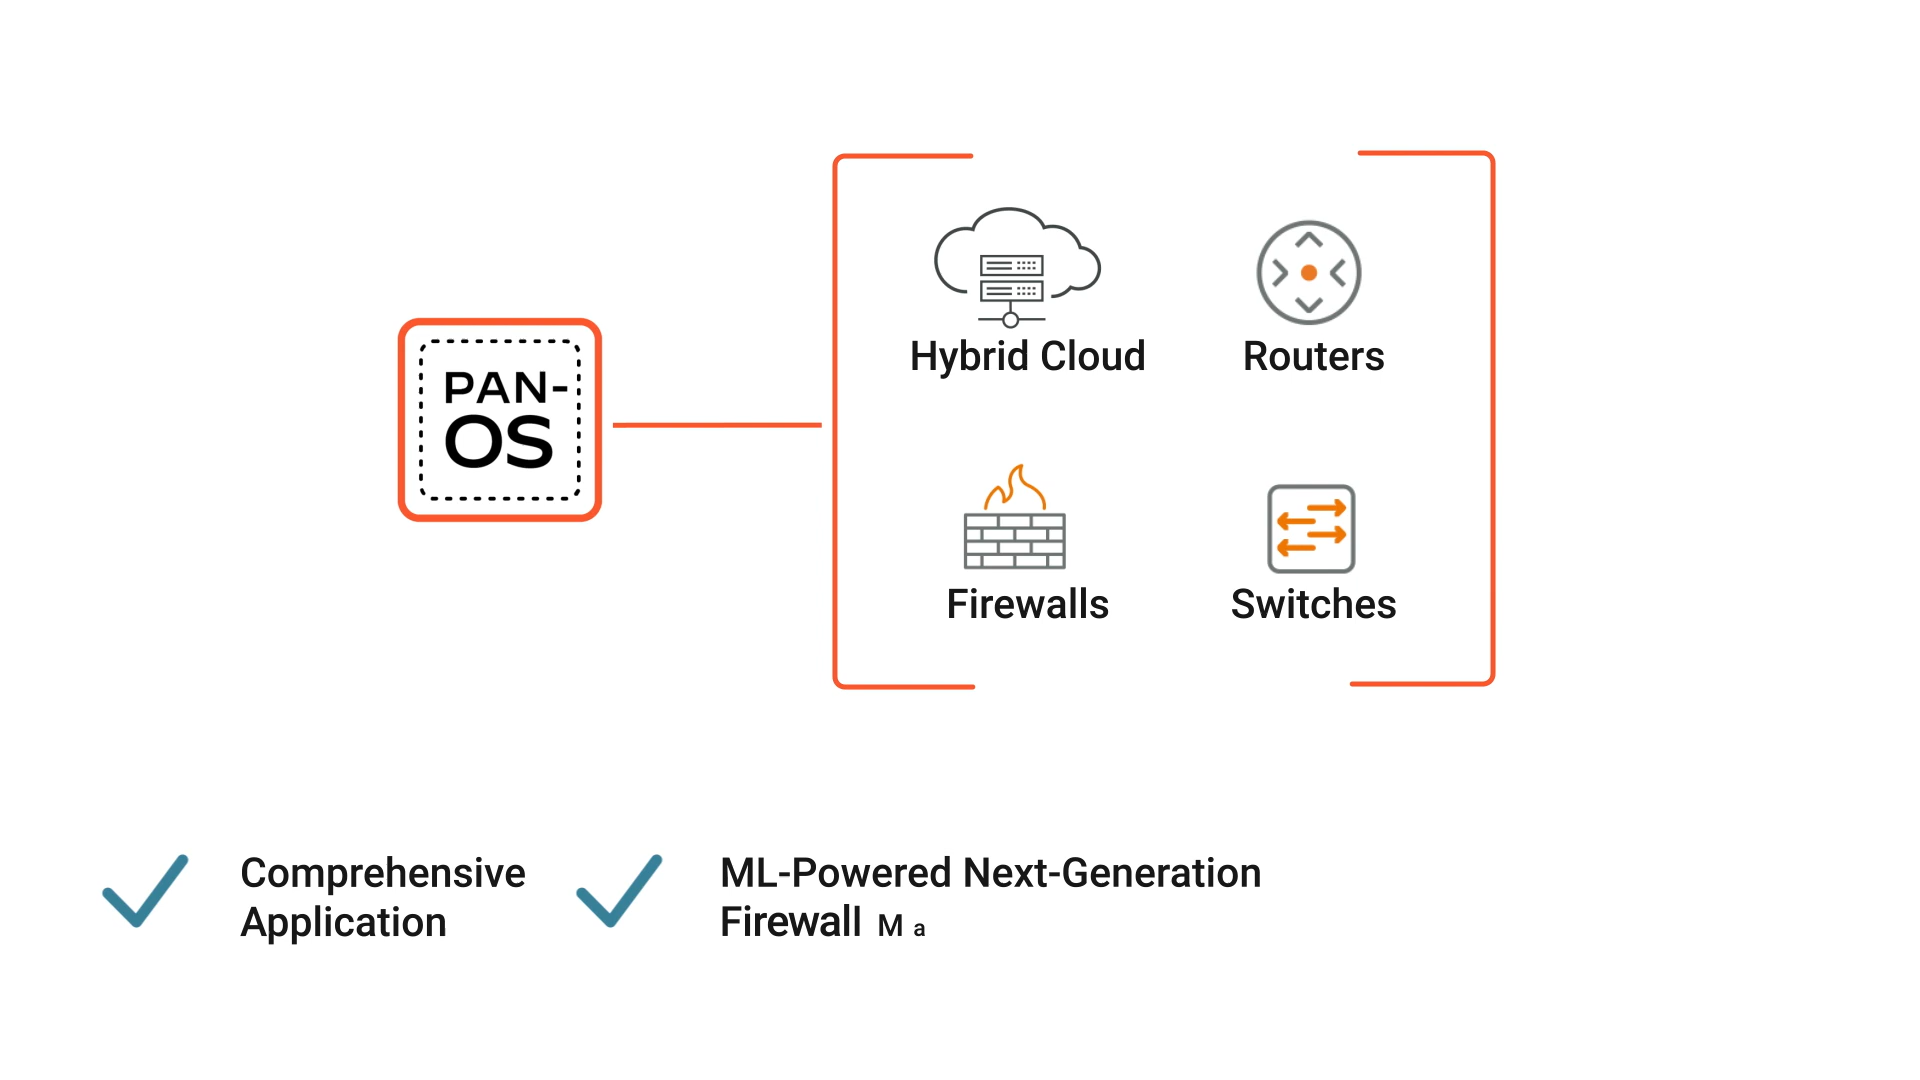 PAN-
OS
Hybrid Cloud
Routers
Firewalls
Switches
Comprehensive
Application
ML-Powered Next-Generation
Firewall M a